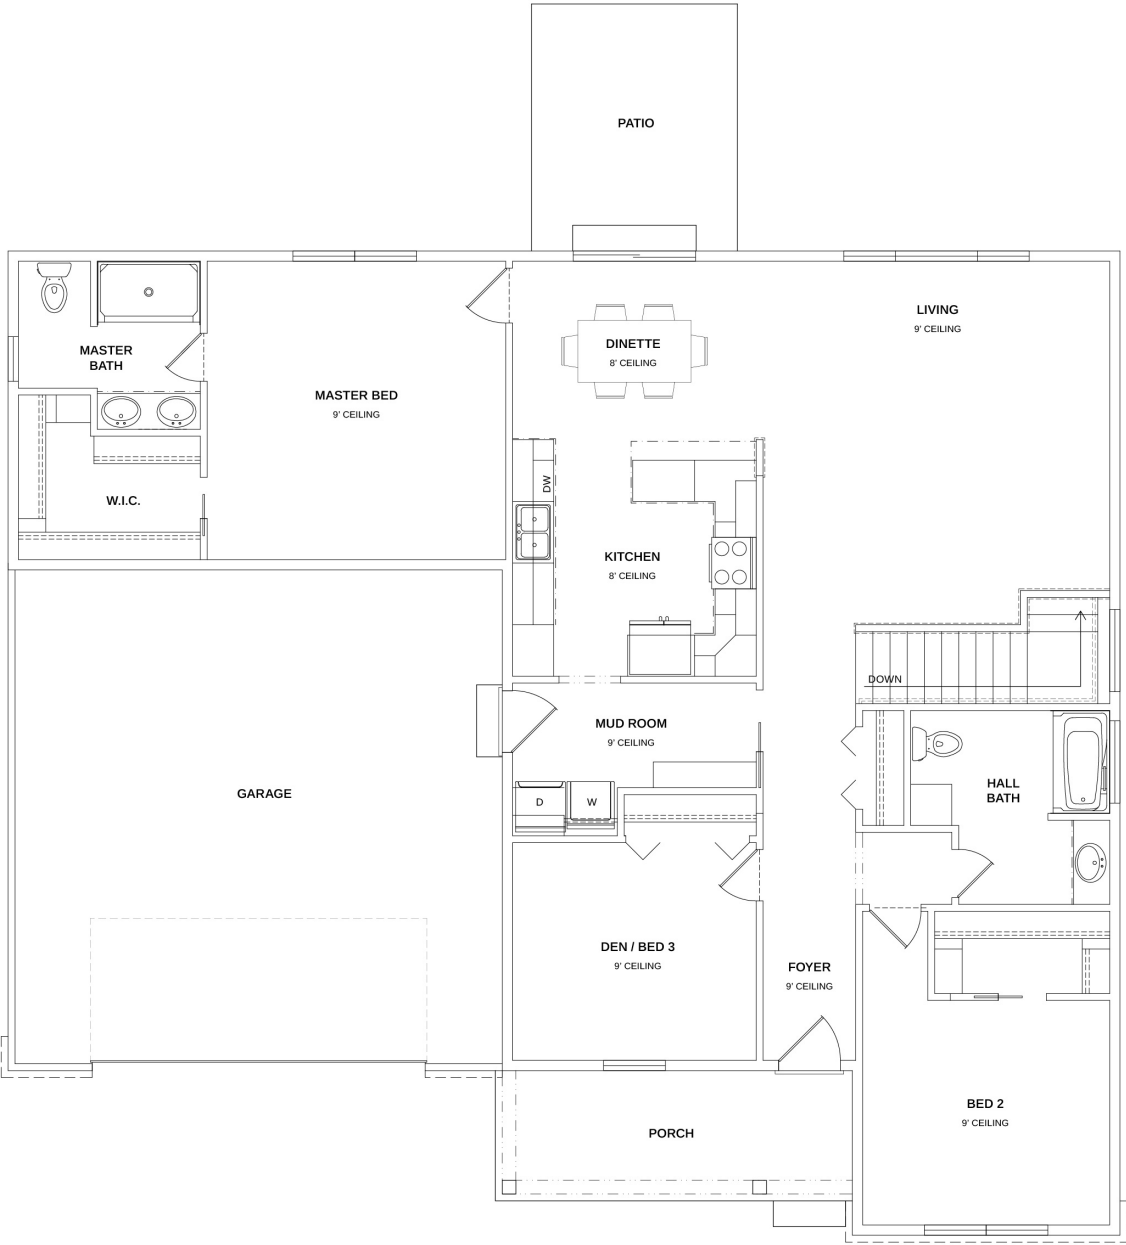 PATIO
LIVING
9' CEILING
DINETTE
8' CEILING
MASTER
BATH
MASTER BED
9' CEILING
DW
W.I.C.
KITCHEN
8' CEILING
DOWN
MUD ROOM
9' CEILING
GARAGE
HALL
BATH
D
W
DEN / BED 3
9' CEILING
FOYER
9' CEILING
BED 2
9' CEILING
PORCH